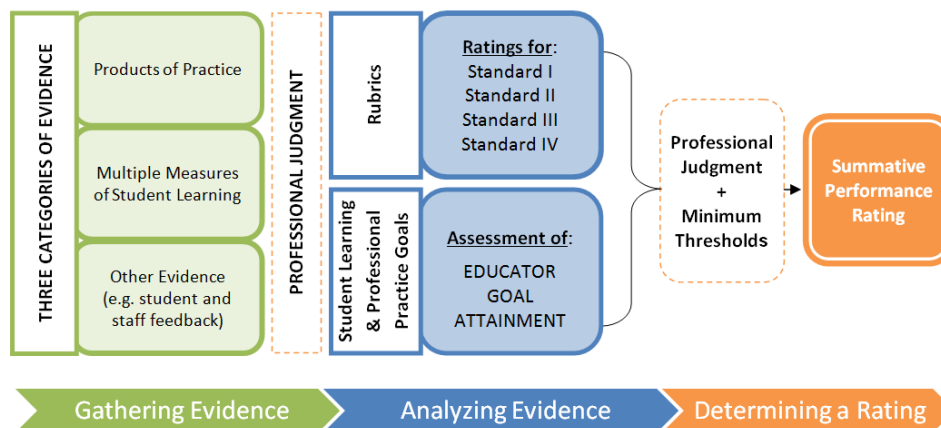 THREE CATEGORIES OF EVIDENCE
Products of Practice
Multiple Measures
of Student Learning
Other Evidence
(e.g. student and
staff feedback)
PROFESSIONAL JUDGMENT
Rubrics
Ratings for:
Standard I
Standard II
Standard III
Standard IV
Student Learning
& Professional
Practice Goals
Assessment of:
EDUCATOR
GOAL
ATTAINMENT
Professional
Judgment
+
Minimum
Thresholds
Summative
Performance
Rating
Gathering Evidence
Analyzing Evidence
Determining a Rating